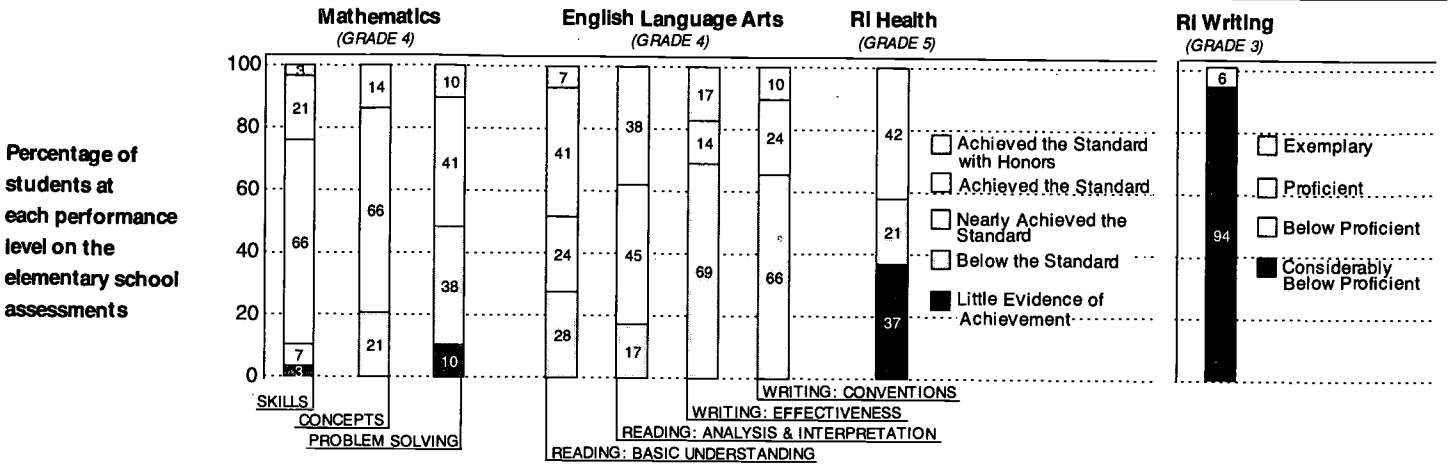 Mathematics
(GRADE 4)
English Language Arts
(GRADE 4)
RI Health
(GRADE 5)
RI Writing
(GRADE 3)
Percentage of
students at
each performance
level on the
elementary school
assessments
100
80
60
40
20
0
3
21
66
7
3
14
66
21
10
41
38
10
7
41
24
28
38
45
17
17
14
69
10
24
66
42
21
37
Achieved the Standard
with Honors
Achieved the Standard
Nearly Achieved the
Standard
Below the Standard
Little Evidence of
Achievement
6
94
Exemplary
Proficient
Below Proficient
Considerably
Below Proficient
SKILLS
CONCEPTS
PROBLEM SOLVING
WRITING: CONVENTIONS
WRITING: EFFECTIVENESS
READING: ANALYSIS & INTERPRETATION
READING: BASIC UNDERSTANDING